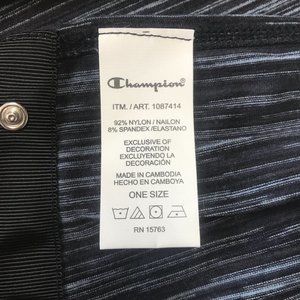 Champion
ITM. / ART. 1087414
92% NYLON / NAILON
8% SPANDEX /ELASTANO
EXCLUSIVE OF
DECORATION
EXCLUYENDO LA
DECORACIÓN
MADE IN CAMBODIA
HECHO EN CAMBOYA
ONE SIZE
RN 15763